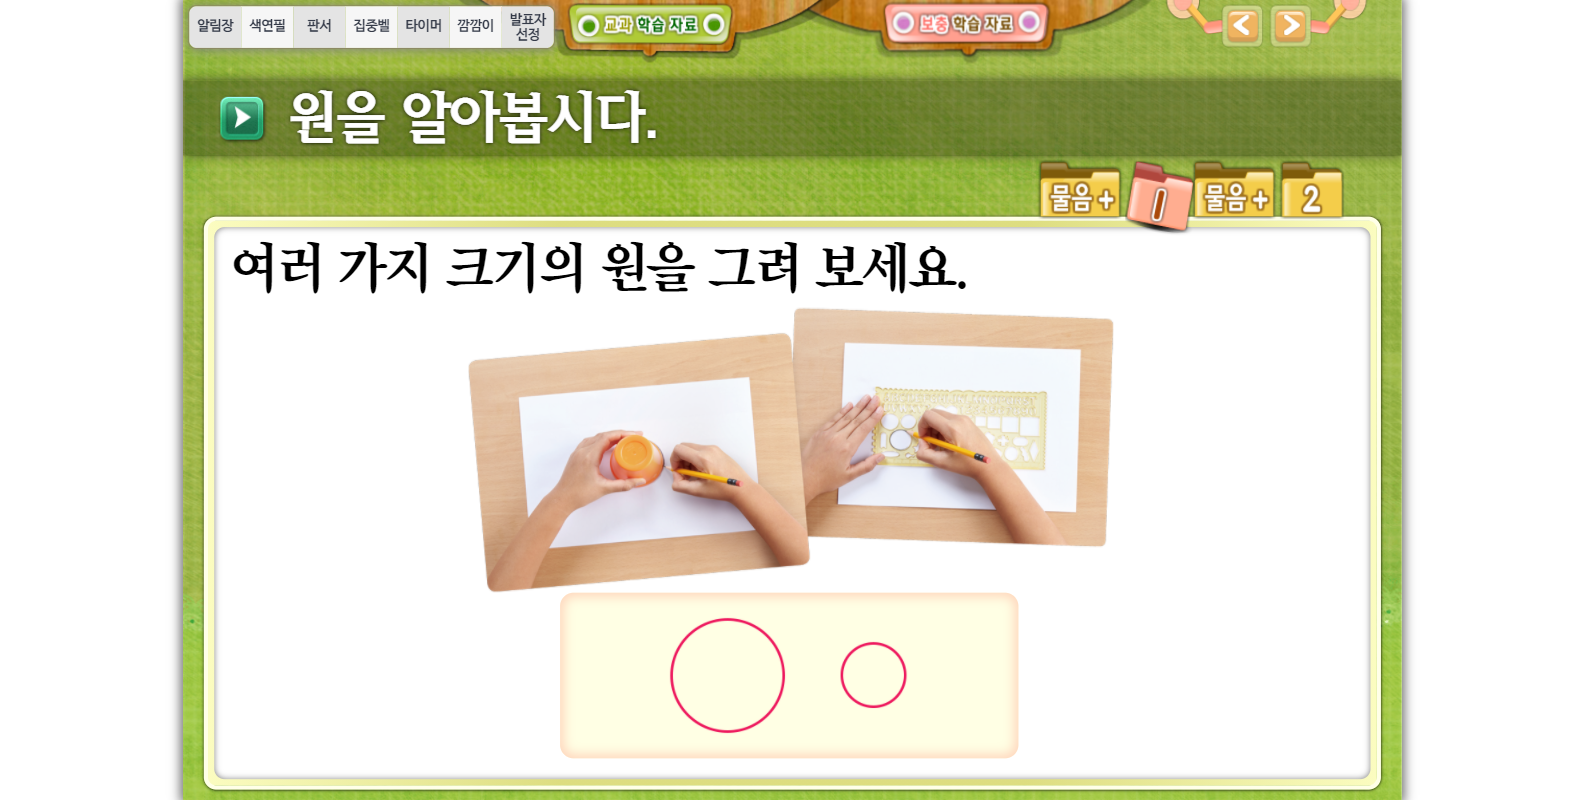 알림장 색연필 판서 집중벨 타이머 깜깜이 발표자 선정
교과 학습 자료
보충 학습 자료
원을 알아봅시다.
물음+ 1 물음+ 2
여러 가지 크기의 원을 그려 보세요.